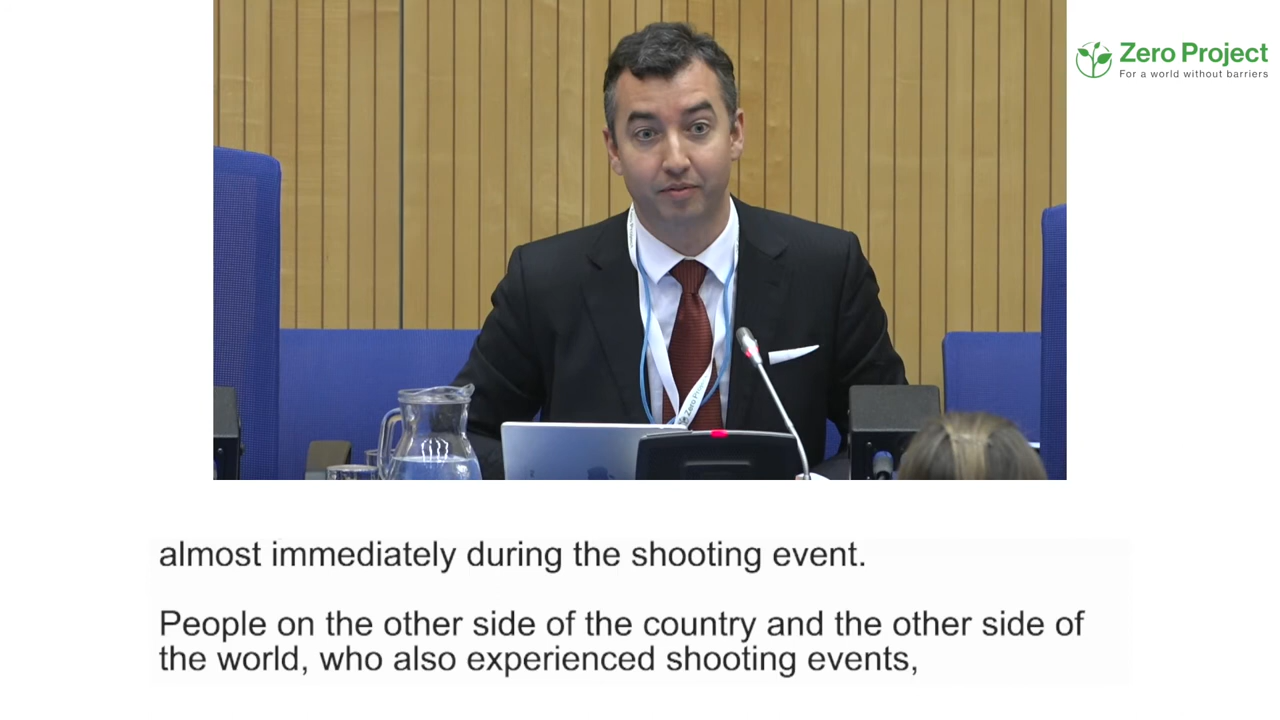 Zero Project
For a world without barriers
almost immediately during the shooting event.
People on the other side of the country and the other side of
the world, who also experienced shooting events,